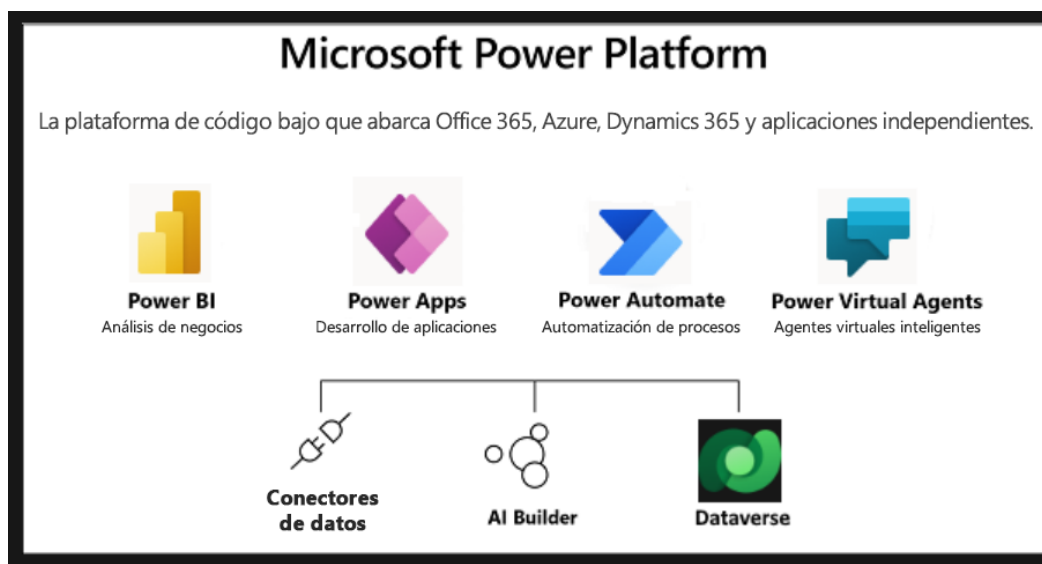 Microsoft Power Platform
La plataforma de código bajo que abarca Office 365, Azure, Dynamics 365 y aplicaciones independientes.
Power BI
Análisis de negocios
Power Apps
Desarrollo de aplicaciones
Power Automate
Automatización de procesos
Power Virtual Agents
Agentes virtuales inteligentes
Conectores
de datos
AI Builder
Dataverse